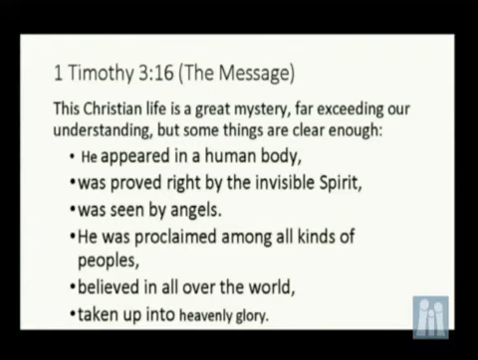 1 Timothy 3:16 (The Message)
This Christian life is a great mystery, far exceeding our
understanding, but some things are clear enough:
• He appeared in a human body,
•was proved right by the invisible Spirit,
•was seen by angels.
•He was proclaimed among all kinds of
peoples,
•believed in all over the world,
•taken up into heavenly glory.